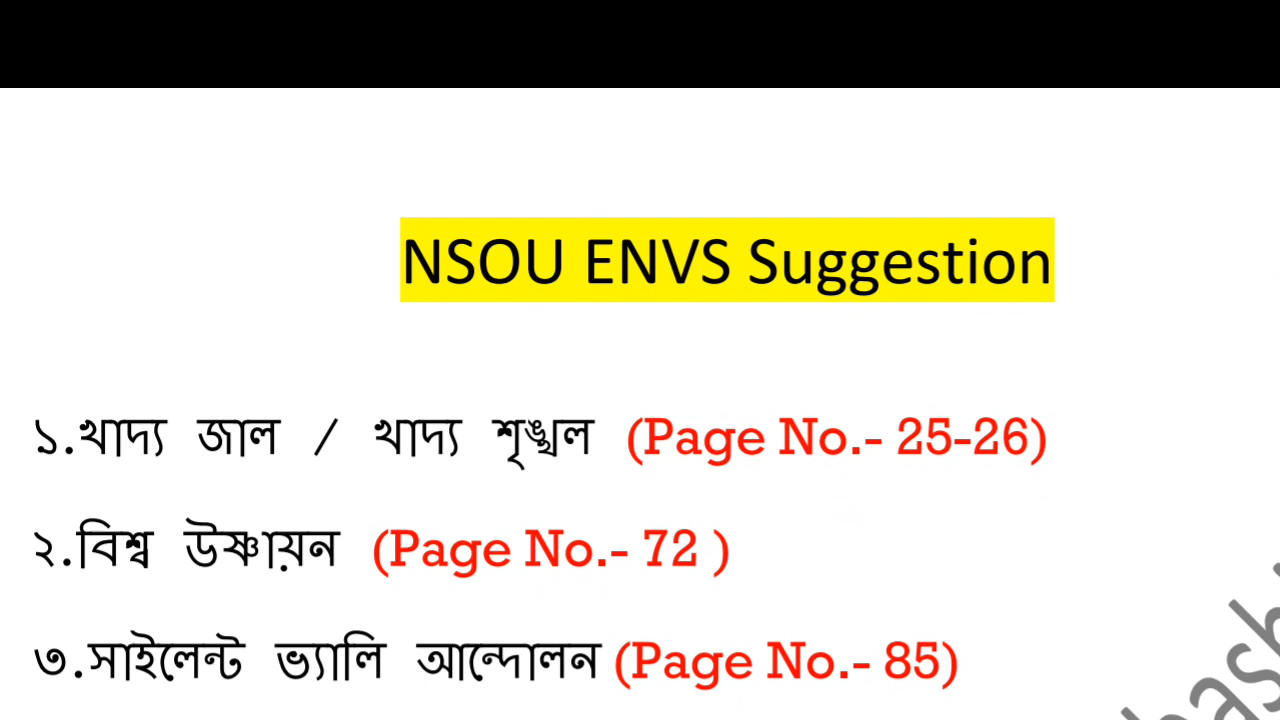 NSOU ENVS Suggestion
১.খাদ্য জাল / খাদ্য শৃঙ্খল (Page No.- 25-26)
২.বিশ্ব উষ্ণায়ন (Page No.- 72 )
৩.সাইলেন্ট ভ্যালি আন্দোলন (Page No.- 85)